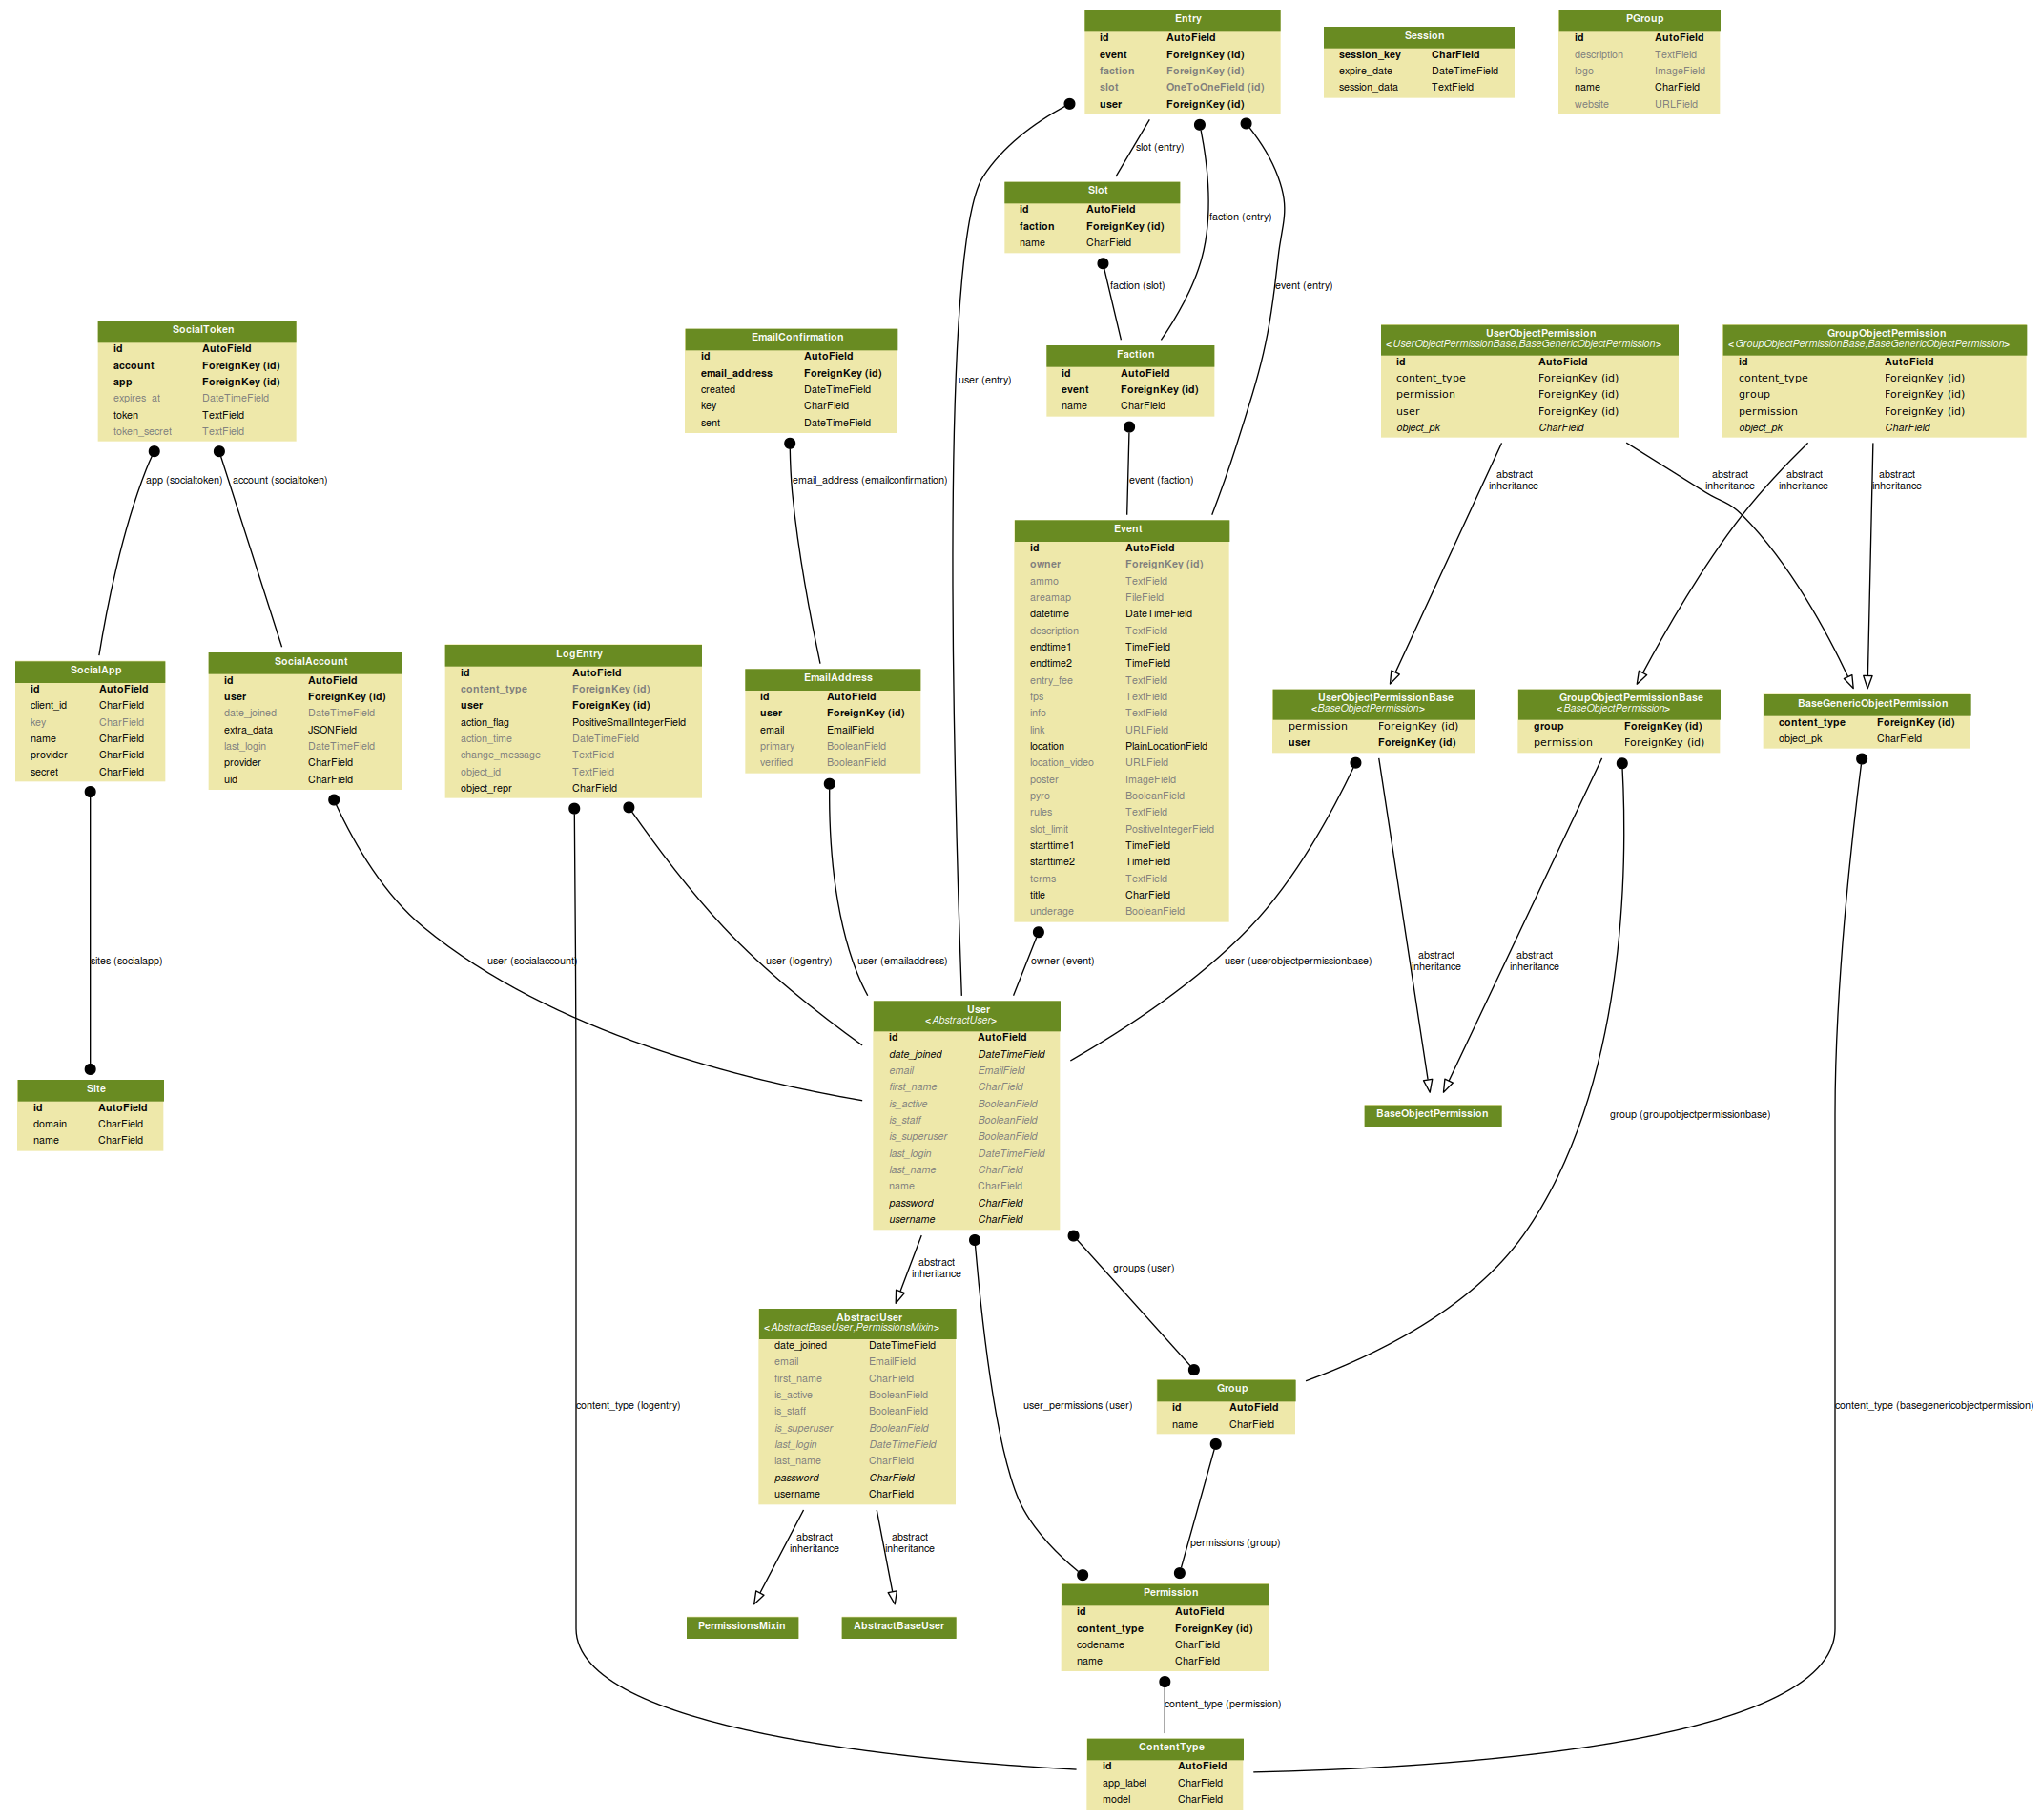 Entry
id AutoField
event ForeignKey (id)
faction ForeignKey (id)
slot OneToOneField (id)
user ForeignKey (id)
Session
session_key CharField
expire_date DateTimeField
session_data TextField
PGroup
id AutoField
description TextField
logo ImageField
name CharField
website URLField
slot (entry)
Slot
id AutoField
faction ForeignKey (id)
name CharField
faction (entry)
faction (slot)
event (entry)
SocialToken
id AutoField
account ForeignKey (id)
app ForeignKey (id)
expires_at DateTimeField
token TextField
token_secret TextField
EmailConfirmation
id AutoField
email_address ForeignKey (id)
created DateTimeField
key CharField
sent DateTimeField
user (entry)
Faction
id AutoField
event ForeignKey (id)
name CharField
UserObjectPermission
<UserObjectPermissionBase,BaseGenericObjectPermission>
id AutoField
content_type ForeignKey (id)
permission ForeignKey (id)
user ForeignKey (id)
object_pk CharField
GroupObjectPermission
<GroupObjectPermissionBase,BaseGenericObjectPermission>
id AutoField
content_type ForeignKey (id)
group ForeignKey (id)
permission ForeignKey (id)
object_pk CharField
app (socialtoken)
account (socialtoken)
email_address (emailconfirmation)
event (faction)
abstract
inheritance
abstract
inheritance
abstract
inheritance
abstract
inheritance
Event
id AutoField
owner ForeignKey (id)
ammo TextField
areamap FileField
datetime DateTimeField
description TextField
endtime1 TimeField
endtime2 TimeField
entry_fee TextField
fps TextField
info TextField
link URLField
location PlainLocationField
location_video URLField
poster ImageField
pyro BooleanField
rules TextField
slot_limit PositiveIntegerField
starttime1 TimeField
starttime2 TimeField
terms TextField
title CharField
underage BooleanField
SocialApp
id AutoField
client_id CharField
key CharField
name CharField
provider CharField
secret CharField
SocialAccount
id AutoField
user ForeignKey (id)
date_joined DateTimeField
extra_data JSONField
last_login DateTimeField
provider CharField
uid CharField
LogEntry
id AutoField
content_type ForeignKey (id)
user ForeignKey (id)
action_flag PositiveSmallIntegerField
action_time DateTimeField
change_message TextField
object_id TextField
object_repr CharField
EmailAddress
id AutoField
user ForeignKey (id)
email EmailField
primary BooleanField
verified BooleanField
UserObjectPermissionBase
<BaseObjectPermission>
permission ForeignKey (id)
user ForeignKey (id)
GroupObjectPermissionBase
<BaseObjectPermission>
group ForeignKey (id)
permission ForeignKey (id)
BaseGenericObjectPermission
content_type ForeignKey (id)
object_pk CharField
sites (socialapp)
user (socialaccount)
user (logentry)
user (emailaddress)
owner (event)
user (userobjectpermissionbase)
abstract
inheritance
abstract
inheritance
User
<AbstractUser>
id AutoField
date_joined DateTimeField
email EmailField
first_name CharField
is_active BooleanField
is_staff BooleanField
is_superuser BooleanField
last_login DateTimeField
last_name CharField
name CharField
password CharField
username CharField
Site
id AutoField
domain CharField
name CharField
BaseObjectPermission
group (groupobjectpermissionbase)
abstract
inheritance
groups (user)
AbstractUser
<AbstractBaseUser,PermissionsMixin>
date_joined DateTimeField
email EmailField
first_name CharField
is_active BooleanField
is_staff BooleanField
is_superuser BooleanField
last_login DateTimeField
last_name CharField
password CharField
username CharField
Group
id AutoField
name CharField
content_type (logentry)
user_permissions (user)
content_type (basegenericobjectpermission)
abstract
inheritance
abstract
inheritance
permissions (group)
PermissionsMixin
AbstractBaseUser
Permission
id AutoField
content_type ForeignKey (id)
codename CharField
name CharField
content_type (permission)
ContentType
id AutoField
app_label CharField
model CharField